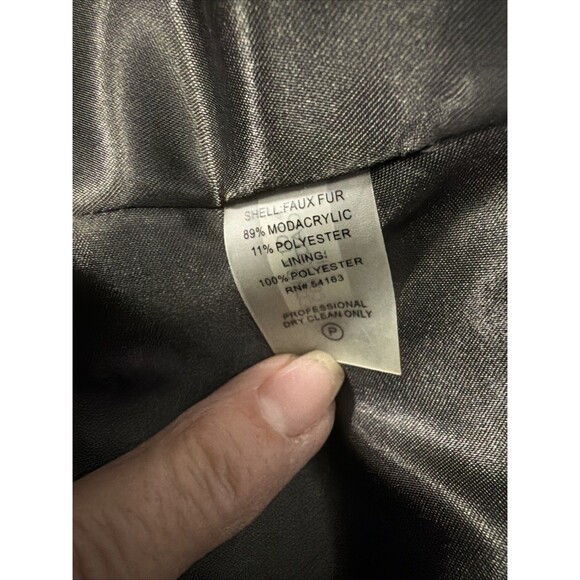 SHELL:FAUX FUR
89% MODACRYLIC
11% POLYESTER
LINING:
100% POLYESTER
RN# 54163
PROFESSIONAL
DRY CLEAN ONLY
P